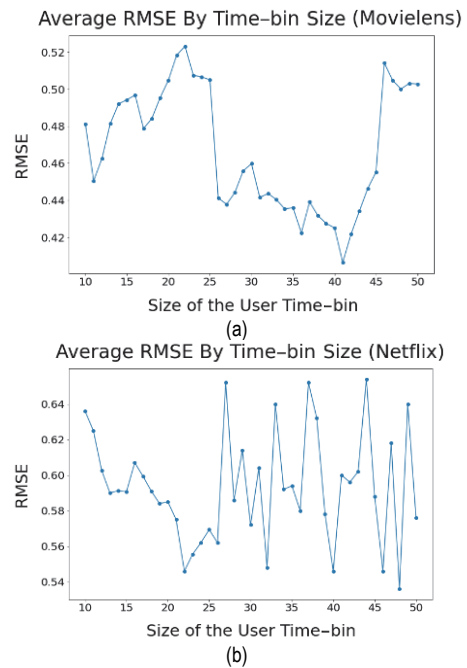 Average RMSE By Time-bin Size (Movielens)
0.52
0.50
0.48
0.46
0.44
0.42
RMSE
10 15 20 25 30 35 40 45 50
Size of the User Time-bin
(a)
Average RMSE By Time-bin Size (Netflix)
0.64
0.62
0.60
0.58
0.56
0.54
RMSE
10 15 20 25 30 35 40 45 50
Size of the User Time-bin
(b)